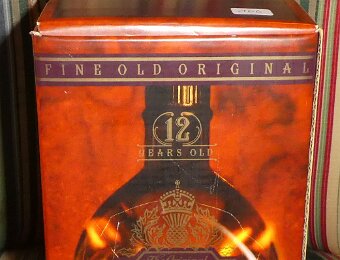 FINE OLD ORIGINAL
12
YEARS OLD